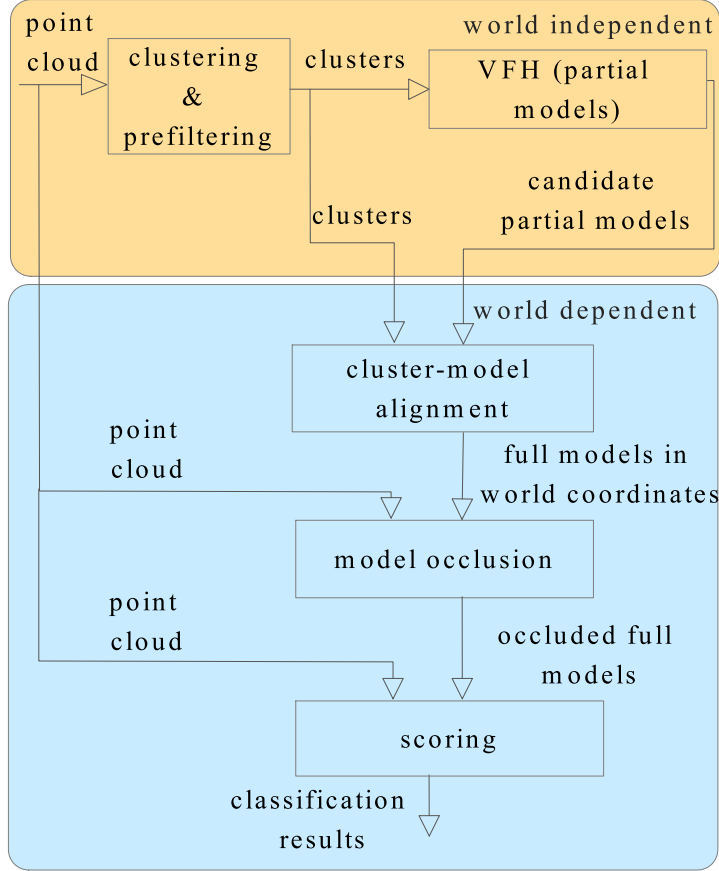 point
cloud
clustering
&
prefiltering
clusters
world independent
VFH (partial
models)
clusters
candidate
partial models
world dependent
cluster-model
alignment
point
cloud
full models in
world coordinates
model occlusion
point
cloud
occluded full
models
scoring
classification
results